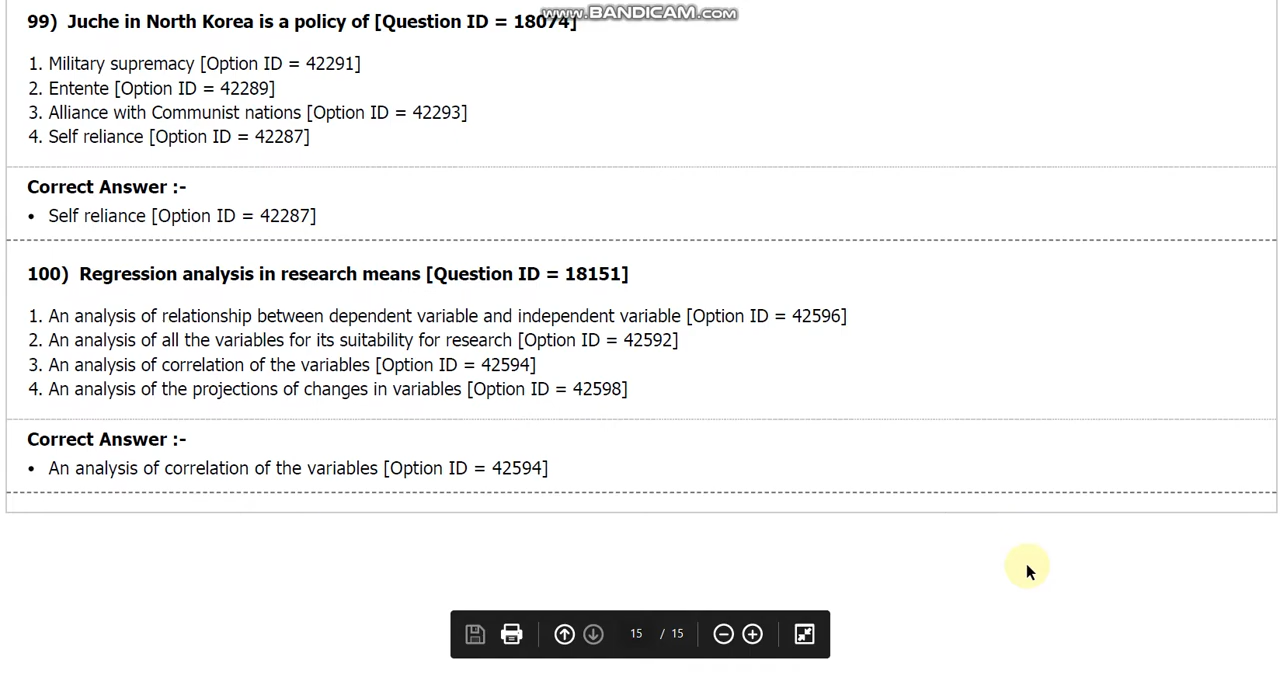 www.BANDICAM.com
99) Juche in North Korea is a policy of [Question ID = 18074]
1. Military supremacy [Option ID = 42291]
2. Entente [Option ID = 42289]
3. Alliance with Communist nations [Option ID = 42293]
4. Self reliance [Option ID = 42287]
Correct Answer :-
• Self reliance [Option ID = 42287]
100) Regression analysis in research means [Question ID = 18151]
1. An analysis of relationship between dependent variable and independent variable [Option ID = 42596]
2. An analysis of all the variables for its suitability for research [Option ID = 42592]
3. An analysis of correlation of the variables [Option ID = 42594]
4. An analysis of the projections of changes in variables [Option ID = 42598]
Correct Answer :-
• An analysis of correlation of the variables [Option ID = 42594]
15 / 15